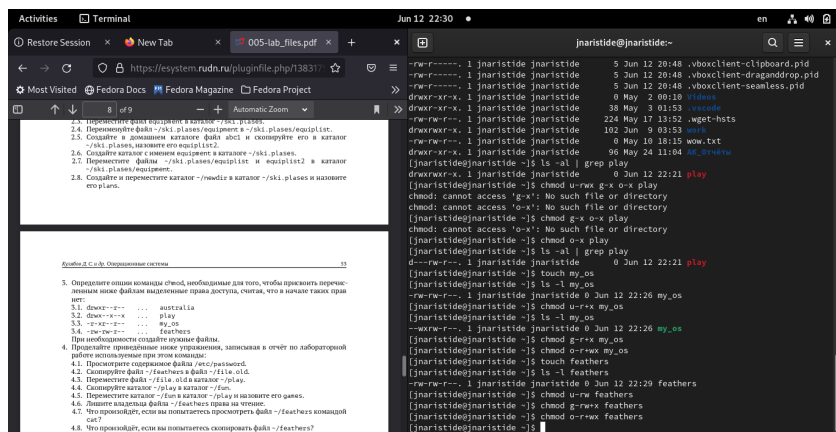 Activities Terminal Jun 12 22:30 en
Restore Session × New Tab × 005-lab_files.pdf × + ×
https://esystem.rudn.ru/pluginfile.php/138317
Most Visited Fedora Docs Fedora Magazine Fedora Project
8 of 9 − + Automatic Zoom
2.3. Переместите файл equipment в каталог ~/ski.plases.
2.4. Переименуйте файл ~/ski.plases/equipment в ~/ski.plases/equiplist.
2.5. Создайте в домашнем каталоге файл abc1 и скопируйте его в каталог
~/ski.plases, назовите его equiplist2.
2.6. Создайте каталог с именем equipment в каталоге ~/ski.plases.
2.7. Переместите файлы ~/ski.plases/equiplist и equiplist2 в каталог
~/ski.plases/equipment.
2.8. Создайте и переместите каталог ~/newdir в каталог ~/ski.plases и назовите
его plans.
Кулябов Д. С. и др. Операционные системы 53
3. Определите опции команды chmod, необходимые для того, чтобы присвоить перечис-
ленным ниже файлам выделенные права доступа, считая, что в начале таких прав
нет:
3.1. drwxr--r-- ... australia
3.2. drwx--x--x ... play
3.3. -r-xr--r-- ... my_os
3.4. -rw-rw-r-- ... feathers
При необходимости создайте нужные файлы.
4. Проделайте приведённые ниже упражнения, записывая в отчёт по лабораторной
работе используемые при этом команды:
4.1. Просмотрите содержимое файла /etc/password.
4.2. Скопируйте файл ~/feathers в файл ~/file.old.
4.3. Переместите файл ~/file.old в каталог ~/play.
4.4. Скопируйте каталог ~/play в каталог ~/fun.
4.5. Переместите каталог ~/fun в каталог ~/play и назовите его games.
4.6. Лишите владельца файла ~/feathers права на чтение.
4.7. Что произойдёт, если вы попытаетесь просмотреть файл ~/feathers командой
cat?
4.8. Что произойдёт, если вы попытаетесь скопировать файл ~/feathers?
jnaristide@jnaristide:~
-rw-r-----. 1 jnaristide jnaristide 5 Jun 12 20:48 .vboxclient-clipboard.pid
-rw-r-----. 1 jnaristide jnaristide 5 Jun 12 20:48 .vboxclient-draganddrop.pid
-rw-r-----. 1 jnaristide jnaristide 5 Jun 12 20:48 .vboxclient-seamless.pid
drwxr-xr-x. 1 jnaristide jnaristide 0 May 2 00:10 Videos
drwxrwxr-x. 1 jnaristide jnaristide 38 May 3 01:53 .vscode
-rw-rw-r--. 1 jnaristide jnaristide 224 May 17 13:52 .wget-hsts
drwxrwxr-x. 1 jnaristide jnaristide 102 Jun 9 03:53 work
-rw-rw-r--. 1 jnaristide jnaristide 0 May 10 18:15 wow.txt
drwxrwxr-x. 1 jnaristide jnaristide 96 May 24 11:04
[jnaristide@jnaristide ~]$ ls -al | grep play
drwxrwxr-x. 1 jnaristide jnaristide 0 Jun 12 22:21 play
[jnaristide@jnaristide ~]$ chmod u-rwx g-x o-x play
chmod: cannot access 'g-x': No such file or directory
chmod: cannot access 'o-x': No such file or directory
[jnaristide@jnaristide ~]$ chmod g-x o-x play
chmod: cannot access 'o-x': No such file or directory
[jnaristide@jnaristide ~]$ chmod o-x play
[jnaristide@jnaristide ~]$ ls -al | grep play
d---rw-r--. 1 jnaristide jnaristide 0 Jun 12 22:21 play
[jnaristide@jnaristide ~]$ touch my_os
[jnaristide@jnaristide ~]$ ls -l my_os
-rw-rw-r--. 1 jnaristide jnaristide 0 Jun 12 22:26 my_os
[jnaristide@jnaristide ~]$ chmod u-r+x my_os
[jnaristide@jnaristide ~]$ ls -l my_os
--wxrw-r--. 1 jnaristide jnaristide 0 Jun 12 22:26 my_os
[jnaristide@jnaristide ~]$ chmod g-r+x my_os
[jnaristide@jnaristide ~]$ chmod o-r+wx my_os
[jnaristide@jnaristide ~]$ touch feathers
[jnaristide@jnaristide ~]$ ls -l feathers
-rw-rw-r--. 1 jnaristide jnaristide 0 Jun 12 22:29 feathers
[jnaristide@jnaristide ~]$ chmod u-rw feathers
[jnaristide@jnaristide ~]$ chmod g-rw+x feathers
[jnaristide@jnaristide ~]$ chmod o-r+wx feathers
[jnaristide@jnaristide ~]$